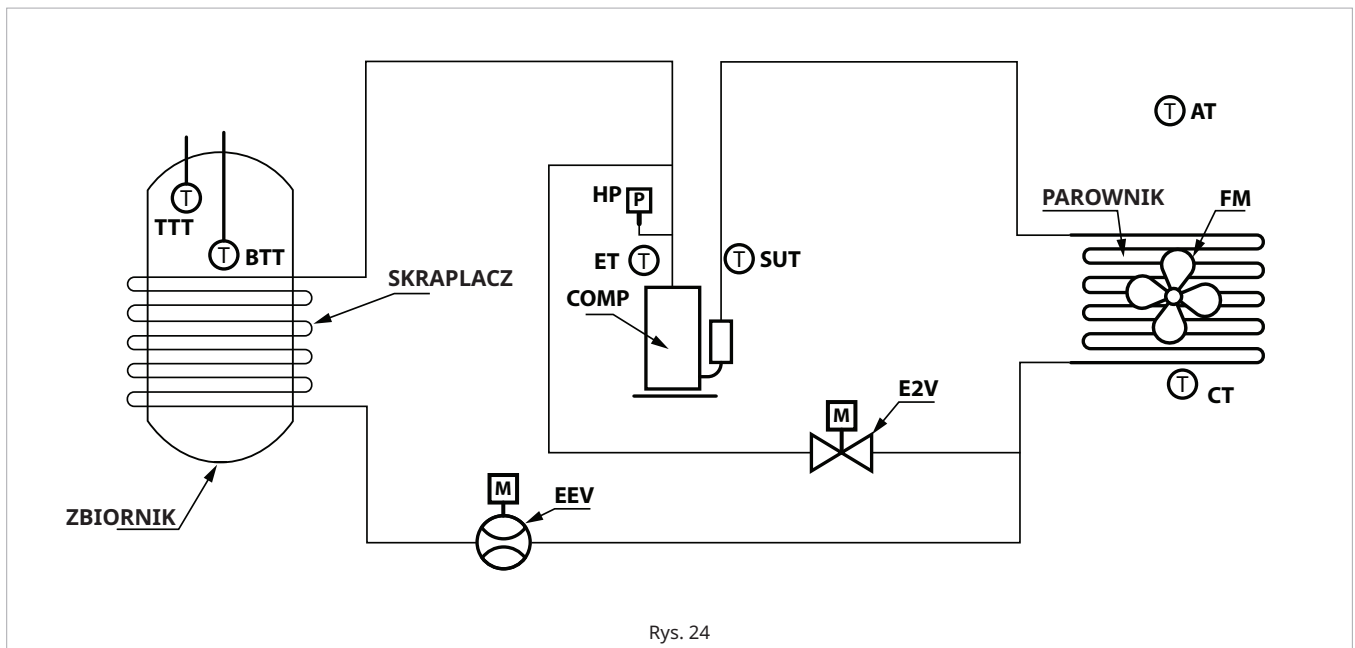 T AT
HP P
PAROWNIK
FM
T
TTT
T BTT
ET T
T SUT
SKRAPLACZ
COMP
M
E2V
T CT
M
EEV
ZBIORNIK
Rys. 24